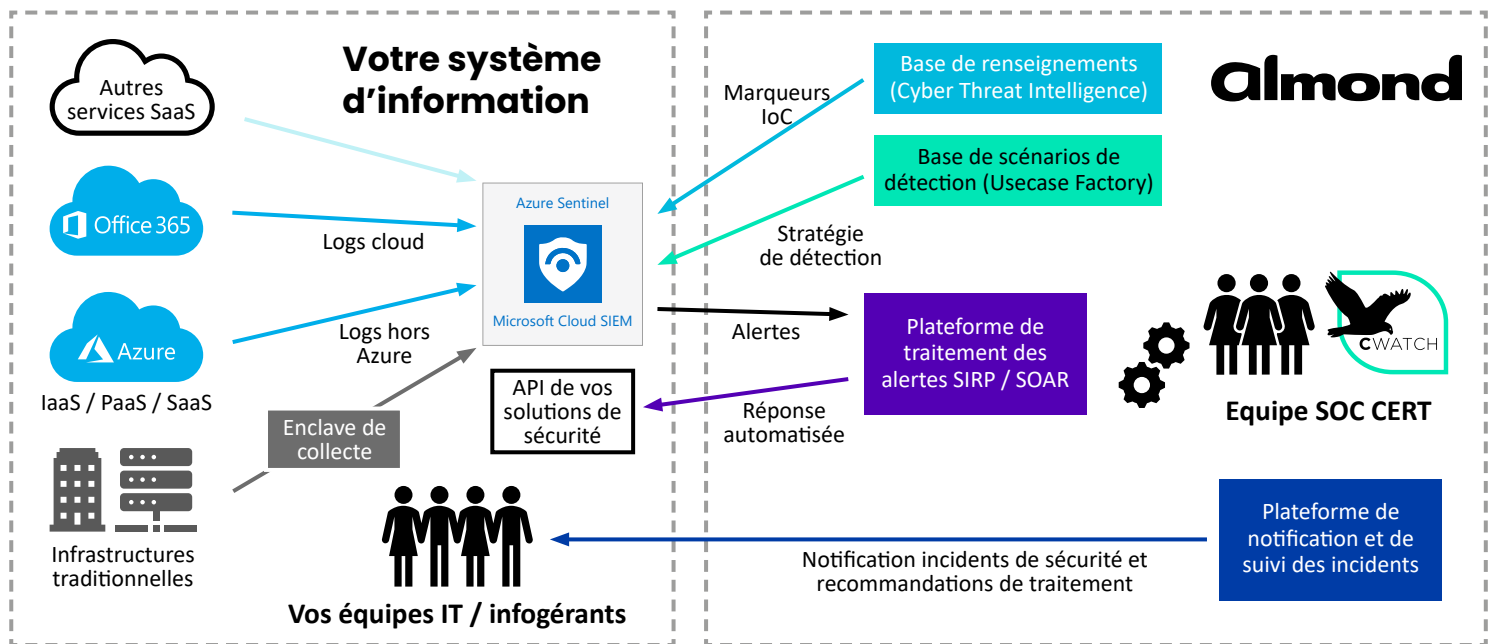 Autres
services SaaS
Votre système
d'information
Office 365
Logs cloud
Azure
IaaS / PaaS / SaaS
Logs hors
Azure
Enclave de
collecte
Infrastructures
traditionnelles
Azure Sentinel
Microsoft Cloud SIEM
API de vos
solutions de
sécurité
Vos équipes IT / infogérants
almond
Base de renseignements
(Cyber Threat Intelligence)
Marqueurs
IoC
Base de scénarios de
détection (Usecase Factory)
Stratégie
de détection
Alertes
Plateforme de
traitement des
alertes SIRP / SOAR
Réponse
automatisée
CWATCH
Equipe SOC CERT
Plateforme de
notification et de
suivi des incidents
Notification incidents de sécurité et
recommandations de traitement